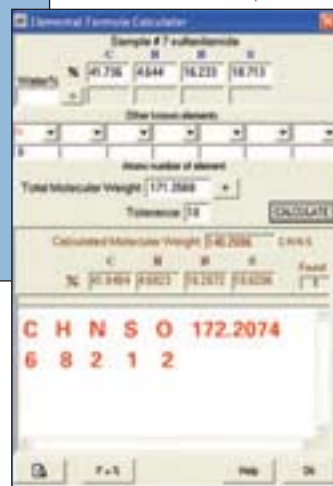 Elemental Formula Calculator
Sample # 7 sulfanilamide
C H N S
Water% % 41.736 4.644 16.233 18.713
Other known elements
Atoms number of element
Total Molecular Weight 171.3568
Tolerance 10 CALCULATE
Calculated Molecular Weight C H N S
C H N S Found
%
C H N S O 172.2074
6 8 2 1 2
Help Ok